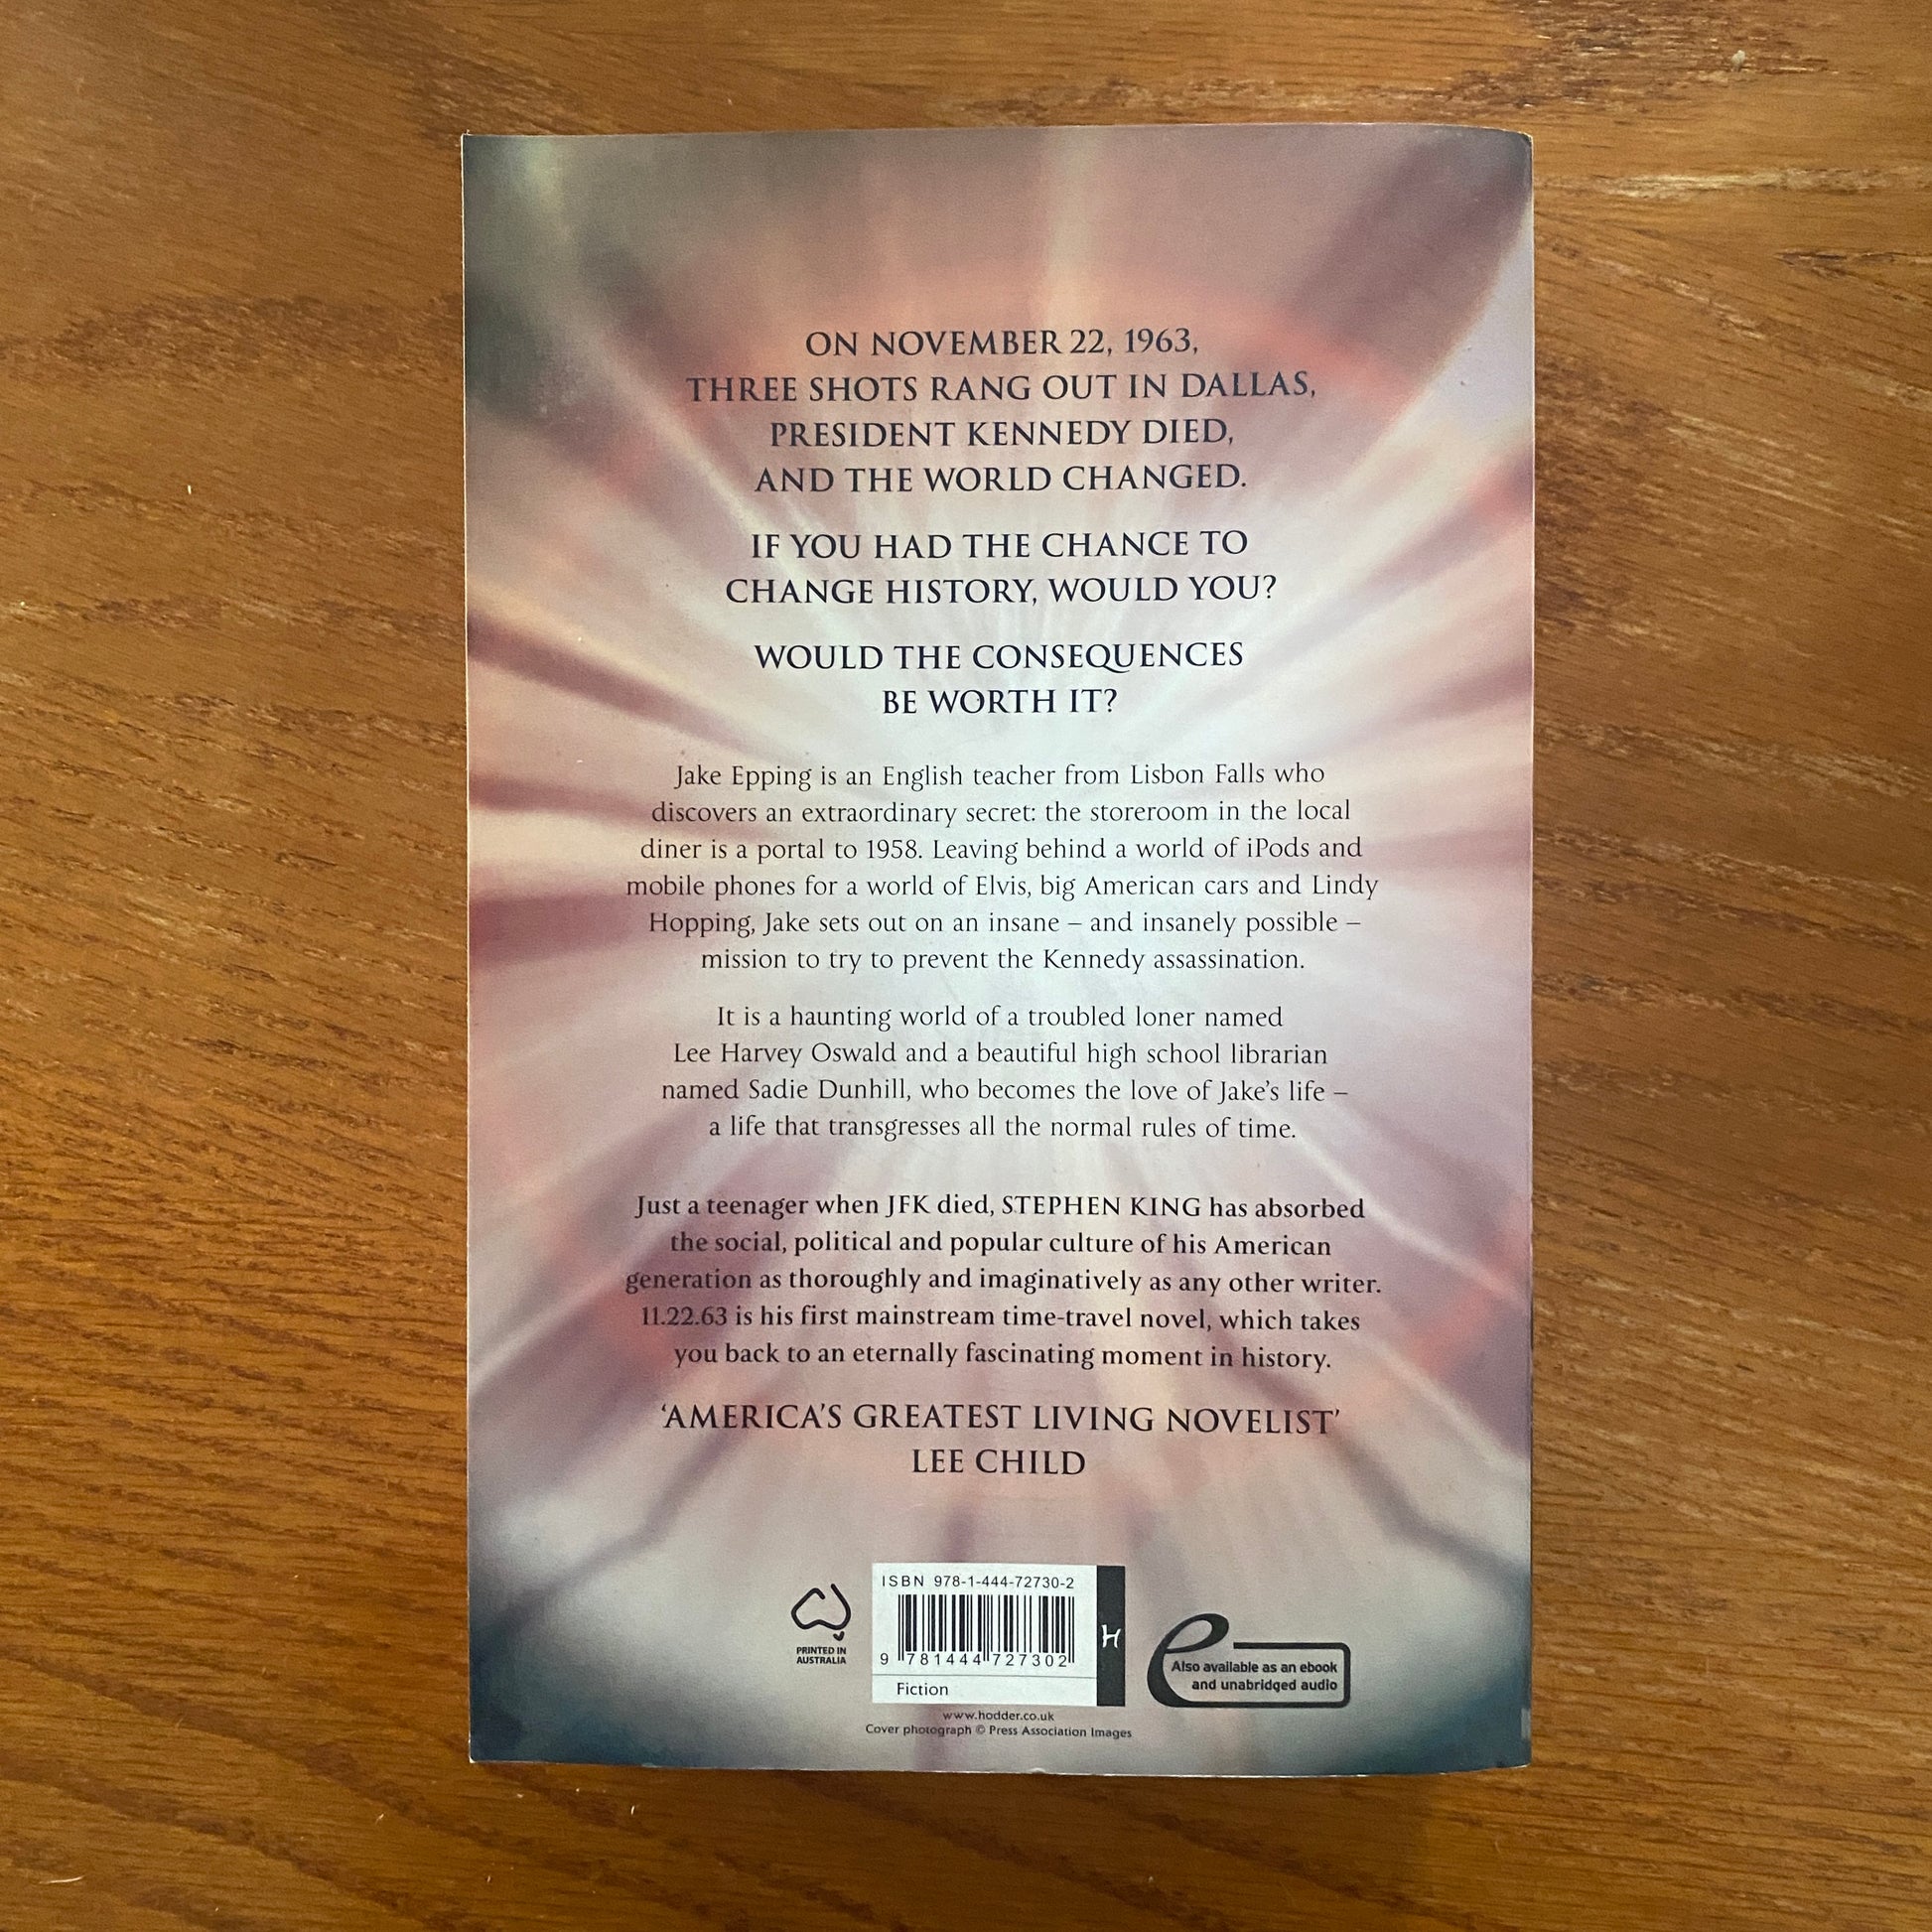 ON NOVEMBER 22, 1963,
THREE SHOTS RANG OUT IN DALLAS,
PRESIDENT KENNEDY DIED,
AND THE WORLD CHANGED.
IF YOU HAD THE CHANCE TO
CHANGE HISTORY, WOULD YOU?
WOULD THE CONSEQUENCES
BE WORTH IT?
Jake Epping is an English teacher from Lisbon Falls who
discovers an extraordinary secret: the storeroom in the local
diner is a portal to 1958. Leaving behind a world of iPods and
mobile phones for a world of Elvis, big American cars and Lindy
Hopping, Jake sets out on an insane – and insanely possible –
mission to try to prevent the Kennedy assassination.
It is a haunting world of a troubled loner named
Lee Harvey Oswald and a beautiful high school librarian
named Sadie Dunhill, who becomes the love of Jake's life –
a life that transgresses all the normal rules of time.
Just a teenager when JFK died, STEPHEN KING has absorbed
the social, political and popular culture of his American
generation as thoroughly and imaginatively as any other writer.
11.22.63 is his first mainstream time-travel novel, which takes
you back to an eternally fascinating moment in history.
'AMERICA'S GREATEST LIVING NOVELIST'
LEE CHILD
PRINTED IN
AUSTRALIA
ISBN 978-1-444-72730-2
9 781444 727302
Fiction
H
e
Also available as an ebook
and unabridged audio
www.hodder.co.uk
Cover photograph © Press Association Images